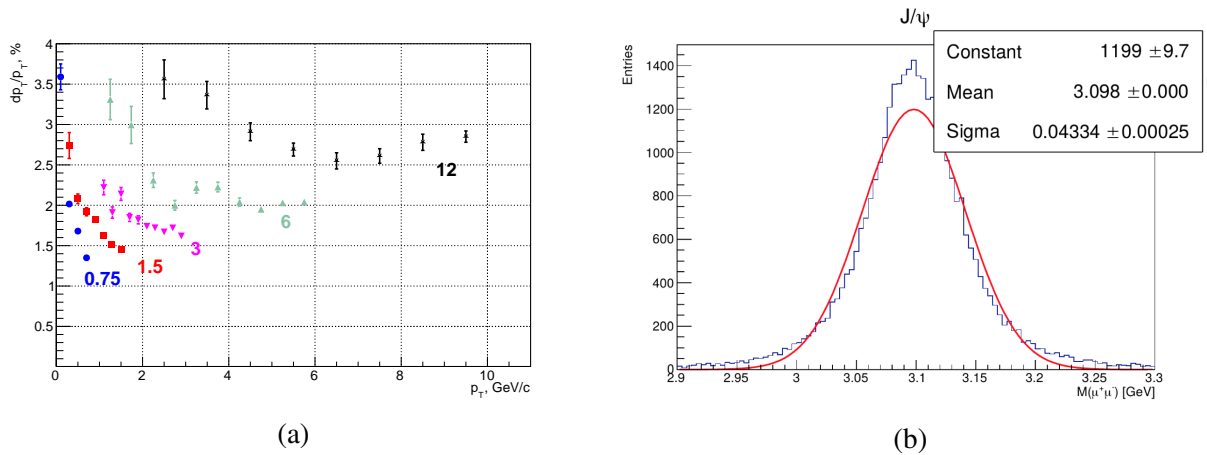 dp_T/p_T, %
4
3.5
3
2.5
2
1.5
1
0.5
0 2 4 6 8 10
p_T, GeV/c
0.75
1.5
3
6
12
(a)
J/ψ
Entries
Constant 1199 ±9.7
Mean 3.098 ±0.000
Sigma 0.04334 ±0.00025
1400
1200
1000
800
600
400
200
0
2.9 2.95 3 3.05 3.1 3.15 3.2 3.25 3.3
M(μ⁺μ⁻) [GeV]
(b)